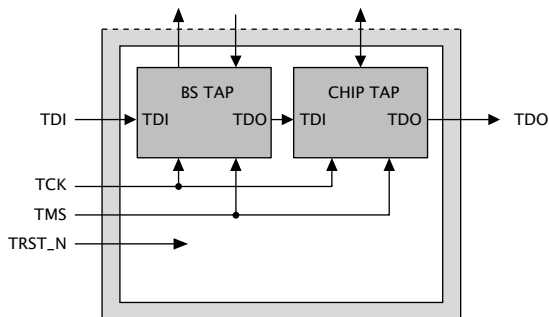 BS TAP
CHIP TAP
TDI
TDI
TDO
TDI
TDO
TDO
TCK
TMS
TRST_N